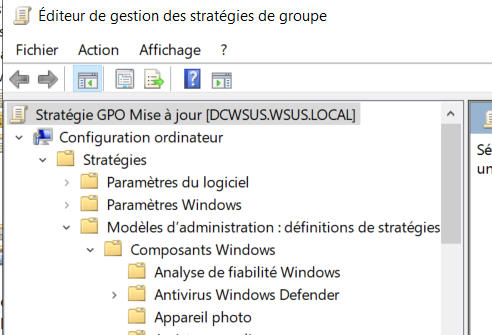 Éditeur de gestion des stratégies de groupe
Fichier Action Affichage ?
Stratégie GPO Mise à jour [DCWSUS.WSUS.LOCAL]
Configuration ordinateur
Stratégies
Paramètres du logiciel
Paramètres Windows
Modèles d'administration : définitions de stratégies
Composants Windows
Analyse de fiabilité Windows
Antivirus Windows Defender
Appareil photo
Sé
un